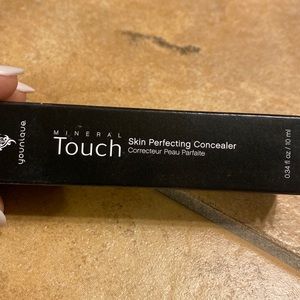 younique
MINERAL
Touch
Skin Perfecting Concealer
Correcteur Peau Parfaite
0.34 fl oz / 10 ml